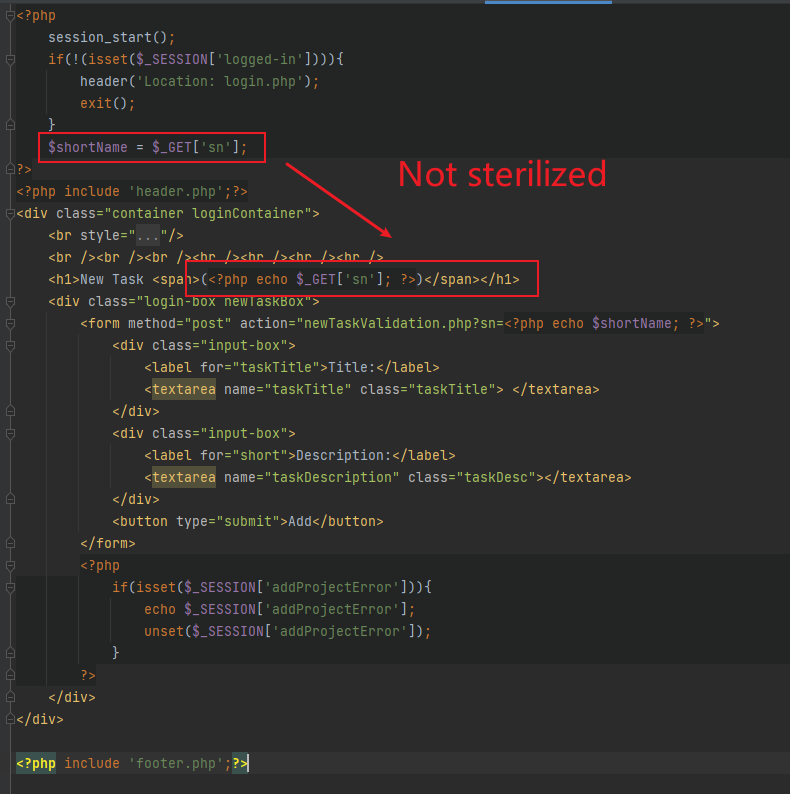 <?php
session_start();
if(!(isset($_SESSION['logged-in']))){
header('Location: login.php');
exit();
}
$shortName = $_GET['sn'];
?>
Not sterilized
<?php include 'header.php';?>
<div class="container loginContainer">
<br style="..."/>
<br /><br /><br /><br /><br /><br /><br />
<h1>New Task <span>(<?php echo $_GET['sn']; ?>)</span></h1>
<div class="login-box newTaskBox">
<form method="post" action="newTaskValidation.php?sn=<?php echo $shortName; ?>">
<div class="input-box">
<label for="taskTitle">Title:</label>
<textarea name="taskTitle" class="taskTitle"> </textarea>
</div>
<div class="input-box">
<label for="short">Description:</label>
<textarea name="taskDescription" class="taskDesc"></textarea>
</div>
<button type="submit">Add</button>
</form>
<?php
if(isset($_SESSION['addProjectError'])){
echo $_SESSION['addProjectError'];
unset($_SESSION['addProjectError']);
}
?>
</div>
</div>
<?php include 'footer.php';?>